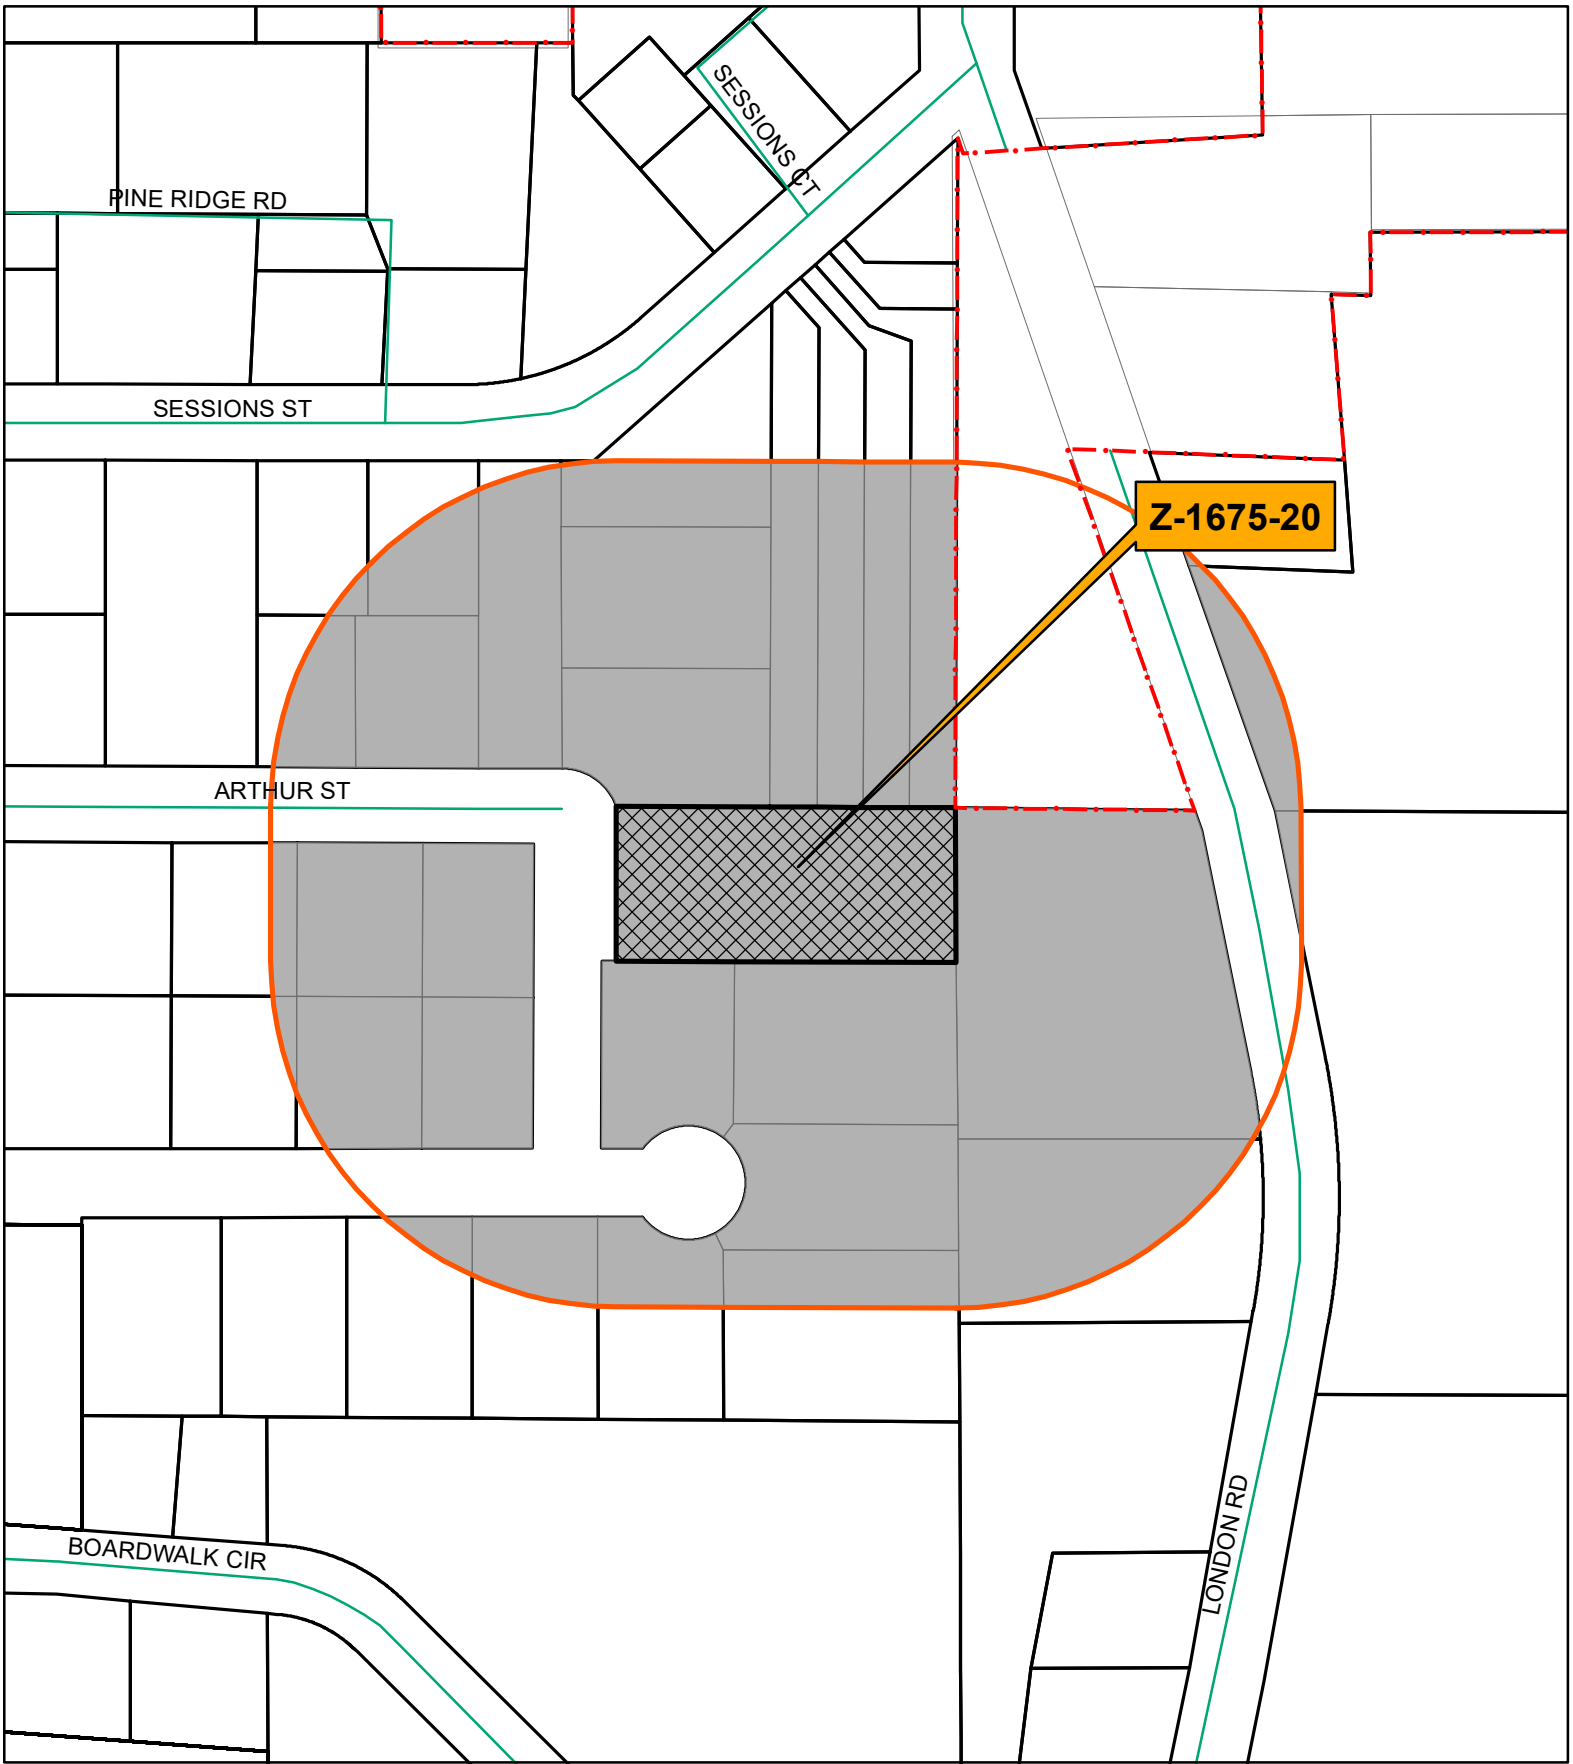 SESSIONS CT
PINE RIDGE RD
SESSIONS ST
Z-1675-20
ARTHUR ST
BOARDWALK CIR
LONDON RD